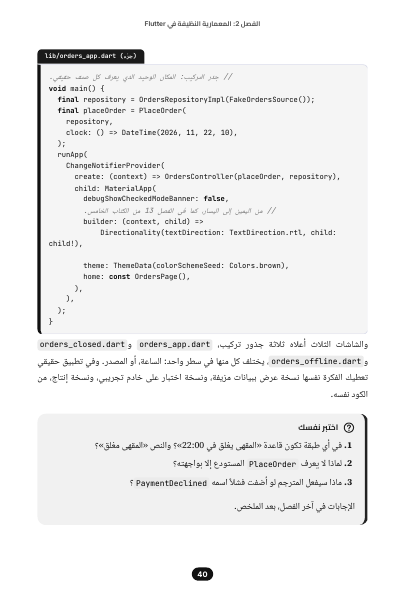 الفصل 2: المعمارية النظيفة في Flutter
lib/orders_app.dart (جزء)
// جذر التركيب: المكان الوحيد الذي يعرف كل صنف حقيقي.
void main() {
  final repository = OrdersRepositoryImpl(FakeOrdersSource());
  final placeOrder = PlaceOrder(
    repository,
    clock: () => DateTime(2026, 11, 22, 10),
  );
  runApp(
    ChangeNotifierProvider(
      create: (context) => OrdersController(placeOrder, repository),
      child: MaterialApp(
        debugShowCheckedModeBanner: false,
        // من اليمين إلى اليسار، كما في الفصل 13 من الكتاب الخامس.
        builder: (context, child) =>
            Directionality(textDirection: TextDirection.rtl, child:
child!),
        theme: ThemeData(colorSchemeSeed: Colors.brown),
        home: const OrdersPage(),
      ),
    ),
  );
}
والشاشات الثلاث أعلاه ثلاثة جذور تركيب، orders_app.dart وorders_closed.dart
وorders_offline.dart، يختلف كل منها في سطر واحد: الساعة، أو المصدر. وفي تطبيق حقيقي
تعطيك الفكرة نفسها نسخة عرض ببيانات مزيفة، ونسخة اختبار على خادم تجريبي، ونسخة إنتاج، من
الكود نفسه.
اختبر نفسك
1. في أي طبقة تكون قاعدة «المقهى يغلق في 22:00»؟ والنص «المقهى مغلق»؟
2. لماذا لا يعرف PlaceOrder المستودع إلا بواجهته؟
3. ماذا سيفعل المترجم لو أضفت فشلاً اسمه PaymentDeclined؟
الإجابات في آخر الفصل، بعد الملخص.
40